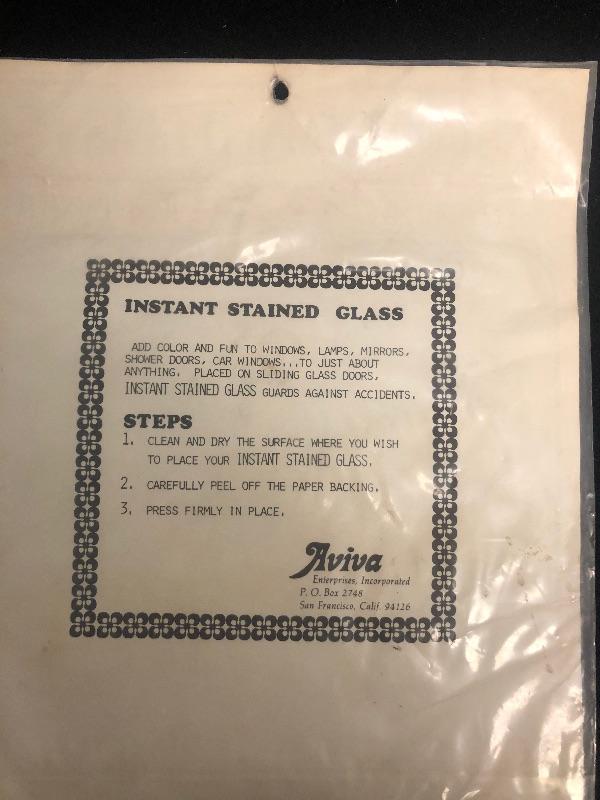 INSTANT STAINED GLASS
ADD COLOR AND FUN TO WINDOWS, LAMPS, MIRRORS,
SHOWER DOORS, CAR WINDOWS...TO JUST ABOUT
ANYTHING. PLACED ON SLIDING GLASS DOORS,
INSTANT STAINED GLASS GUARDS AGAINST ACCIDENTS.
STEPS
1. CLEAN AND DRY THE SURFACE WHERE YOU WISH
TO PLACE YOUR INSTANT STAINED GLASS.
2. CAREFULLY PEEL OFF THE PAPER BACKING.
3. PRESS FIRMLY IN PLACE.
Aviva
Enterprises, Incorporated
P. O. Box 2748
San Francisco, Calif. 94126